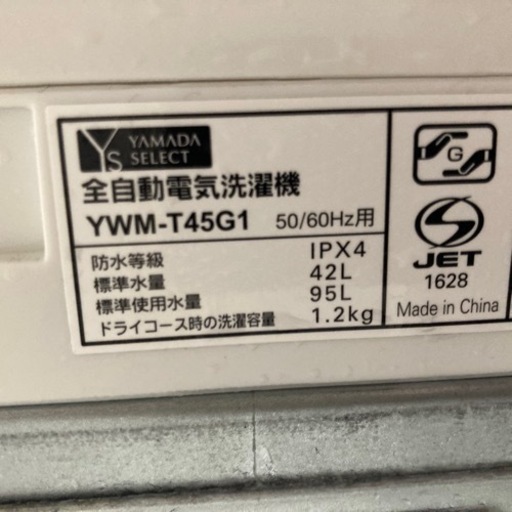 YS YAMADA
SELECT
全自動電気洗濯機
YWM-T45G1 50/60Hz用
防水等級 IPX4
標準水量 42L
標準使用水量 95L
ドライコース時の洗濯容量 1.2kg
G
S
JET
1628
Made in China